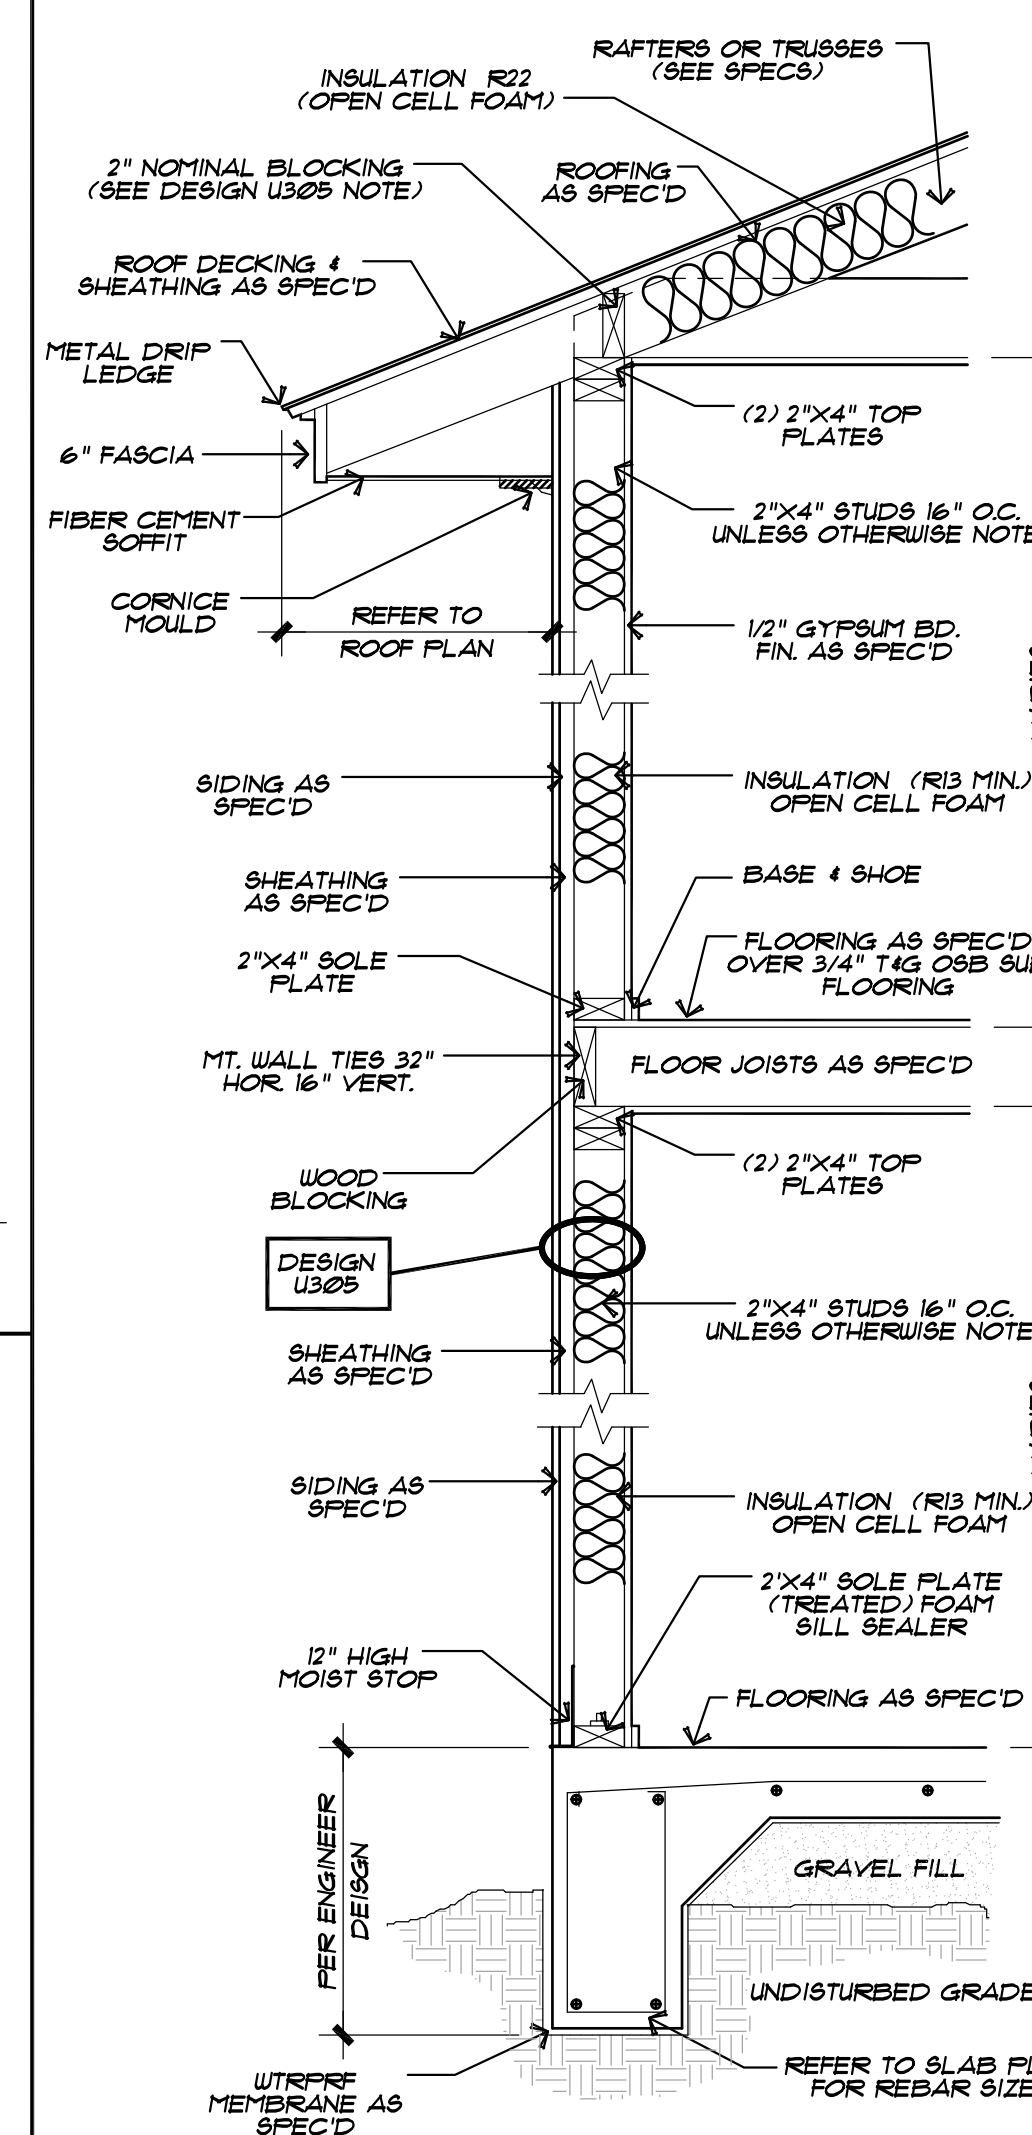 RAFTERS OR TRUSSES
(SEE SPECS)
INSULATION R22
(OPEN CELL FOAM)
2" NOMINAL BLOCKING
(SEE DESIGN U305 NOTE)
ROOFING
AS SPEC'D
ROOF DECKING &
SHEATHING AS SPEC'D
METAL DRIP
LEDGE
(2) 2"X4" TOP
PLATES
6" FASCIA
2"X4" STUDS 16" O.C.
UNLESS OTHERWISE NOTE
FIBER CEMENT
SOFFIT
CORNICE
MOULD
REFER TO
ROOF PLAN
1/2" GYPSUM BD.
FIN. AS SPEC'D
SIDING AS
SPEC'D
INSULATION (R13 MIN.)
OPEN CELL FOAM
SHEATHING
AS SPEC'D
BASE & SHOE
2"X4" SOLE
PLATE
FLOORING AS SPEC'D
OVER 3/4" T&G OSB SU
FLOORING
MT. WALL TIES 32"
HOR. 16" VERT.
FLOOR JOISTS AS SPEC'D
WOOD
BLOCKING
(2) 2"X4" TOP
PLATES
DESIGN
U305
2"X4" STUDS 16" O.C.
UNLESS OTHERWISE NOTE
SHEATHING
AS SPEC'D
SIDING AS
SPEC'D
INSULATION (R13 MIN.)
OPEN CELL FOAM
2'X4" SOLE PLATE
(TREATED) FOAM
SILL SEALER
12" HIGH
MOIST STOP
FLOORING AS SPEC'D
PER ENGINEER
DEISGN
GRAVEL FILL
UNDISTURBED GRADE
WTRPRF
MEMBRANE AS
SPEC'D
REFER TO SLAB PL
FOR REBAR SIZE